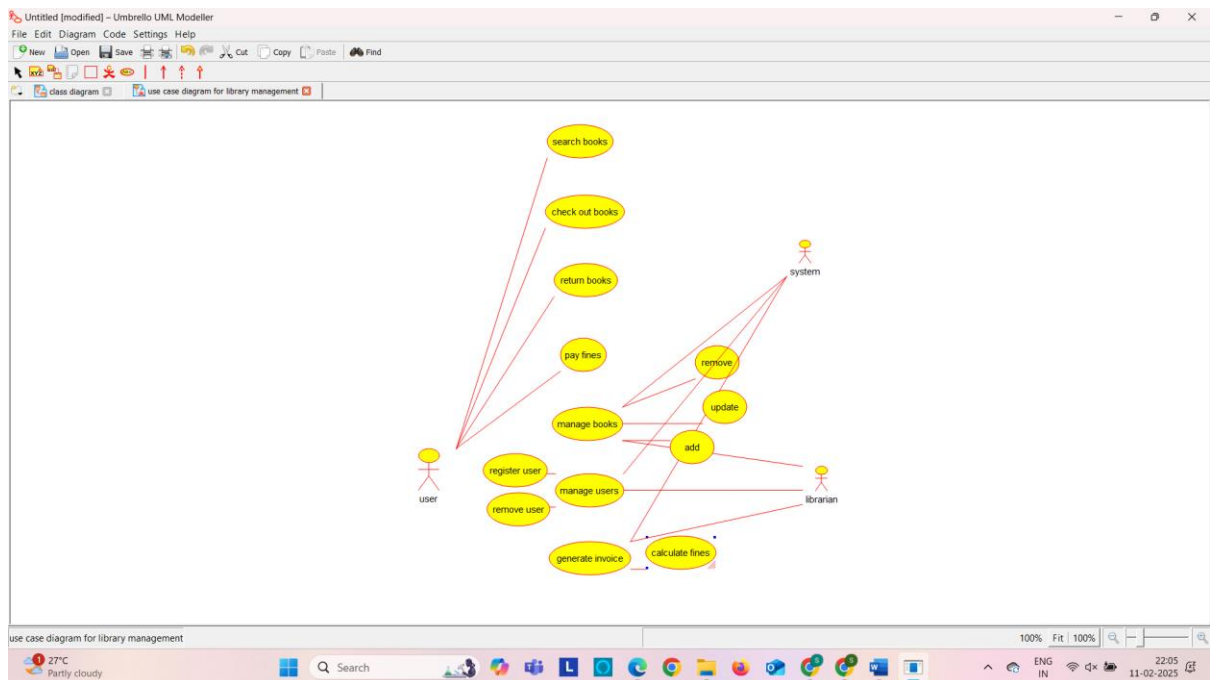 Untitled [modified] – Umbrello UML Modeller
File Edit Diagram Code Settings Help
New Open Save Cut Copy Paste Find
XYZ
class diagram use case diagram for library management
search books
check out books
system
return books
pay fines
remove
update
manage books
add
register user
user
manage users
librarian
remove user
calculate fines
generate invoice
use case diagram for library management
100% Fit 100%
1
27°C
Partly cloudy
Search
L
S
S
ENG
IN
22:05
11-02-2025